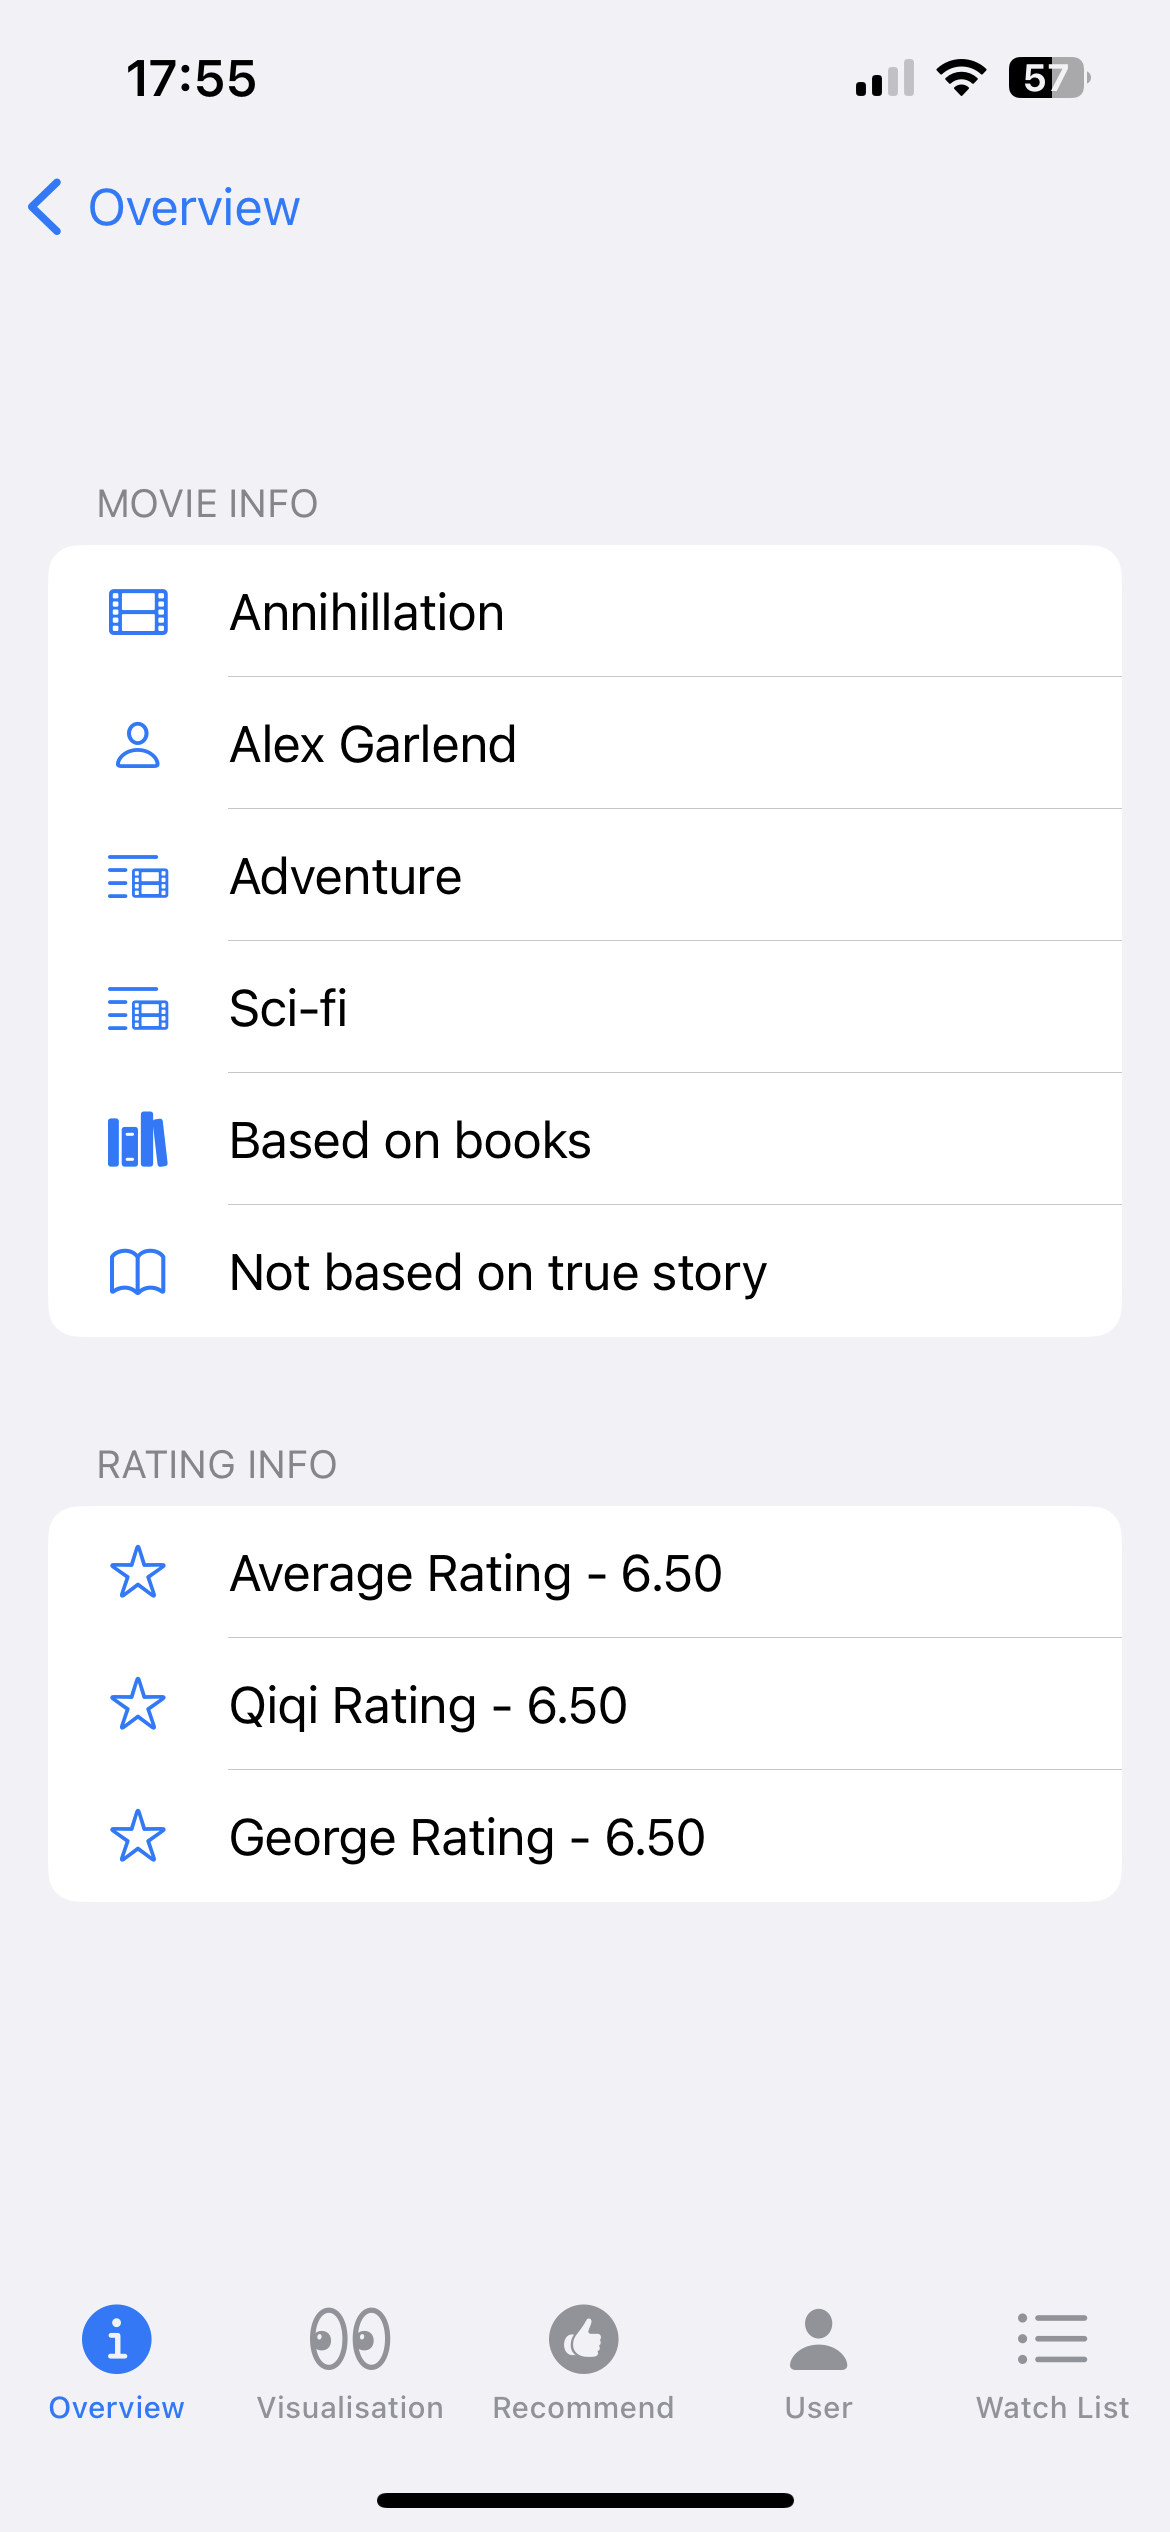 17:55
57
Overview
MOVIE INFO
Annihillation
Alex Garlend
Adventure
Sci-fi
Based on books
Not based on true story
RATING INFO
Average Rating - 6.50
Qiqi Rating - 6.50
George Rating - 6.50
Overview
Visualisation
Recommend
User
Watch List